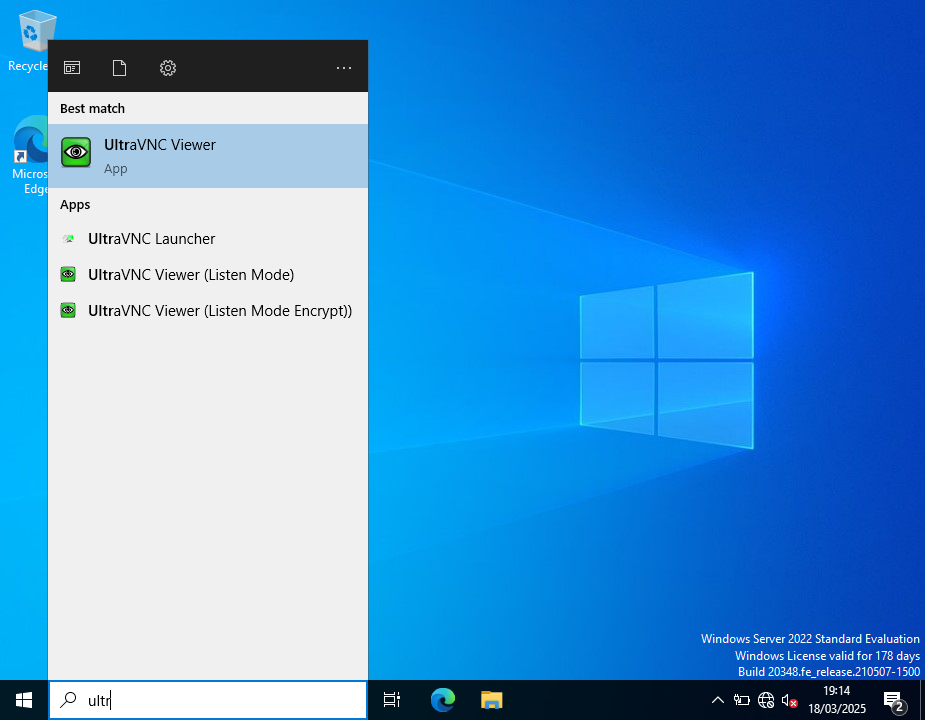 Recycle
Micros
Edge
Best match
UltraVNC Viewer
App
Apps
UltraVNC Launcher
UltraVNC Viewer (Listen Mode)
UltraVNC Viewer (Listen Mode Encrypt))
Windows Server 2022 Standard Evaluation
Windows License valid for 178 days
Build 20348.fe_release.210507-1500
ultr
19:14
18/03/2025
2